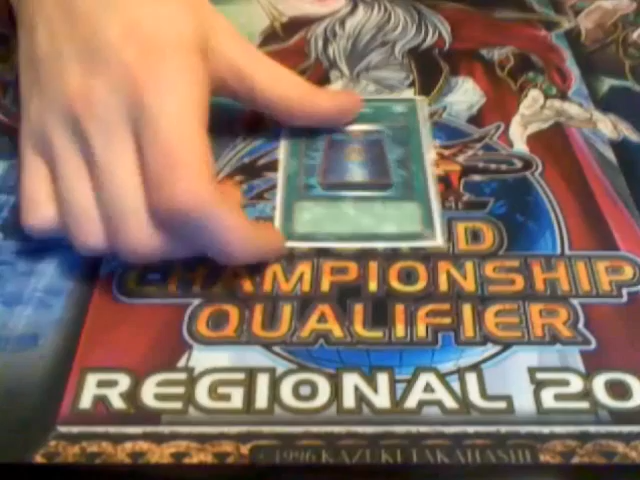 D
CHAMPIONSHIP
QUALIFIER
REGIONAL 20
©1996 KAZUKI TAKAHASHI